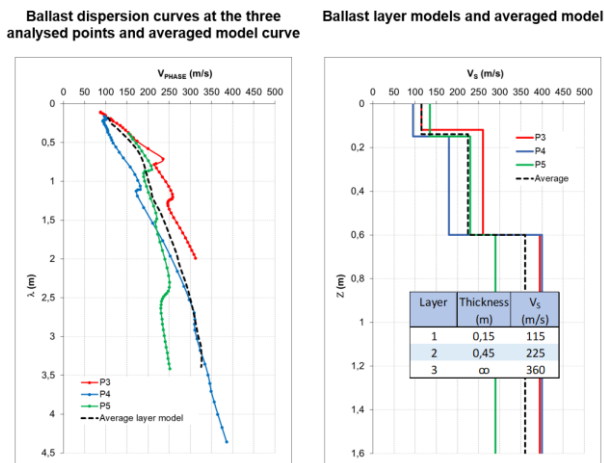 Ballast dispersion curves at the three
analysed points and averaged model curve
V_PHASE (m/s)
0 50 100 150 200 250 300 350 400 450 500
0
0,5
1
1,5
2
2,5
3
3,5
4
4,5
λ (m)
P3
P4
P5
Average layer model
Ballast layer models and averaged model
V_S (m/s)
0 50 100 150 200 250 300 350 400 450 500
0
0,2
0,4
0,6
0,8
1
1,2
1,4
1,6
Z (m)
P3
P4
P5
Average
Layer Thickness V_S
(m) (m/s)
1 0,15 115
2 0,45 225
3 ∞ 360